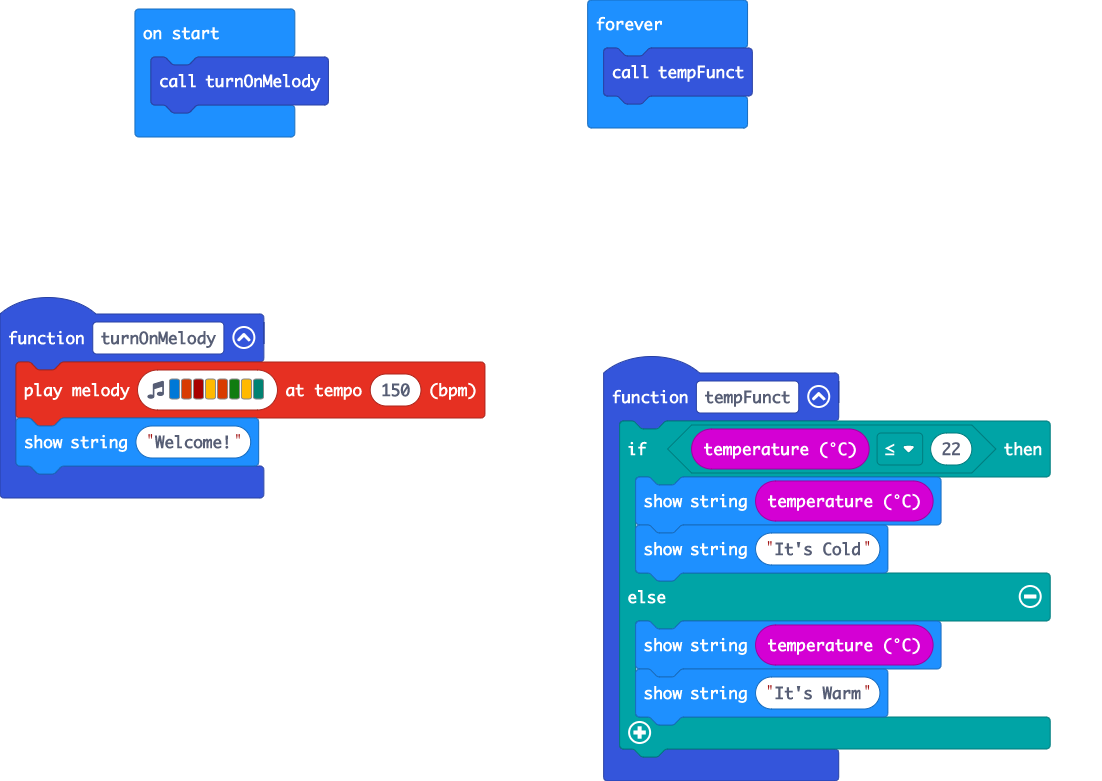 on start
call turnOnMelody
forever
call tempFunct
function turnOnMelody
play melody at tempo 150 (bpm)
show string "Welcome!"
function tempFunct
if temperature (°C) ≤ 22 then
show string temperature (°C)
show string "It's Cold"
else
show string temperature (°C)
show string "It's Warm"